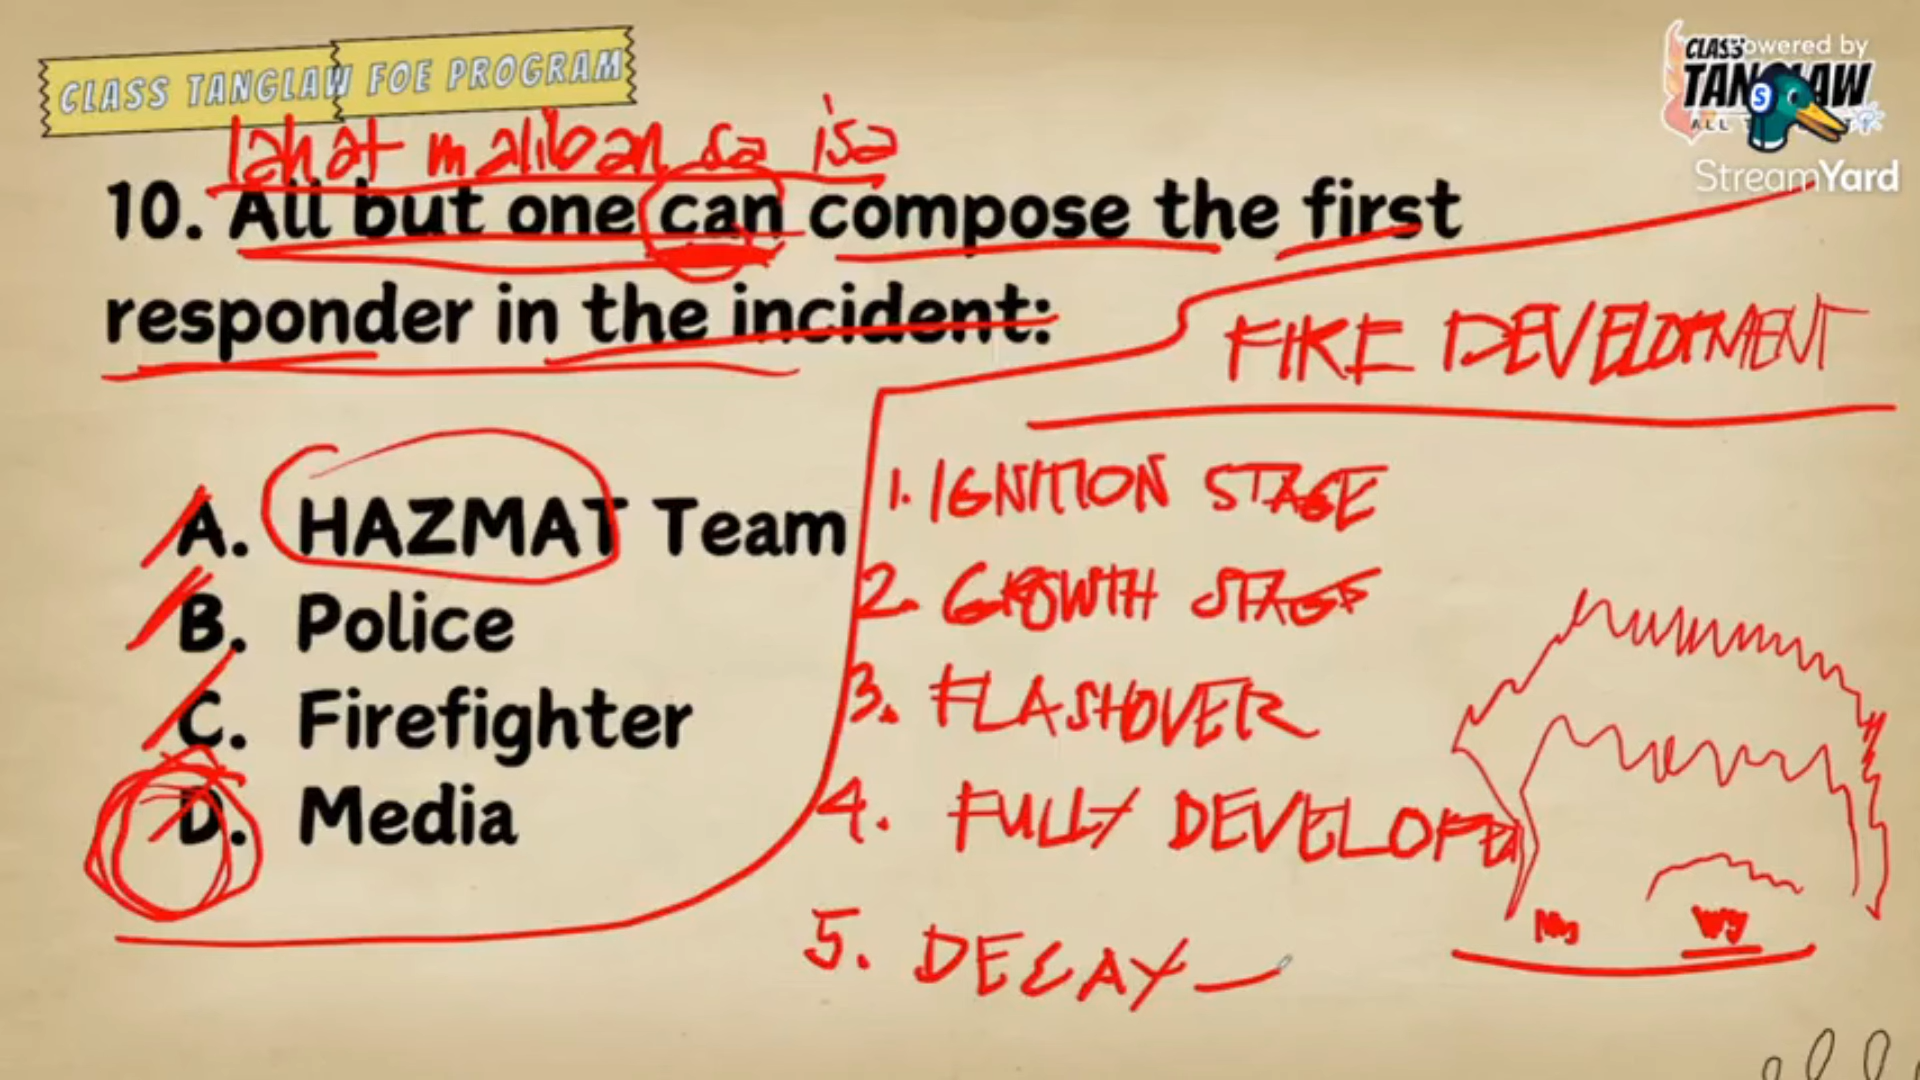 CLASS TANGLAW FOE PROGRAM
CLASS Powered by
TANGLAW
ALL
StreamYard
lahat maliban sa isa
10. All but one can compose the first
responder in the incident:
FIRE DEVELOPMENT
A. HAZMAT Team
B. Police
C. Firefighter
D. Media
1. IGNITION STAGE
2. GROWTH STAGE
3. FLASHOVER
4. FULLY DEVELOPED
5. DECAY